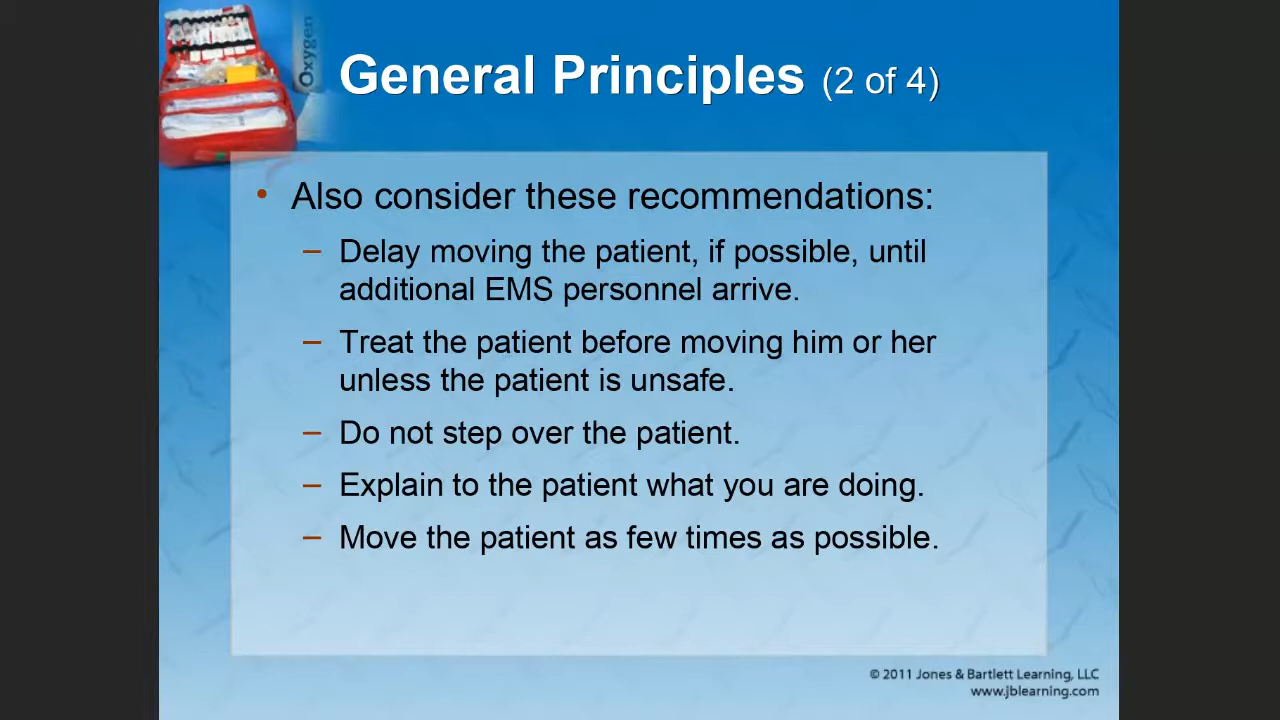 Oxygen
General Principles (2 of 4)
• Also consider these recommendations:
– Delay moving the patient, if possible, until
additional EMS personnel arrive.
– Treat the patient before moving him or her
unless the patient is unsafe.
– Do not step over the patient.
– Explain to the patient what you are doing.
– Move the patient as few times as possible.
© 2011 Jones & Bartlett Learning, LLC
www.jblearning.com